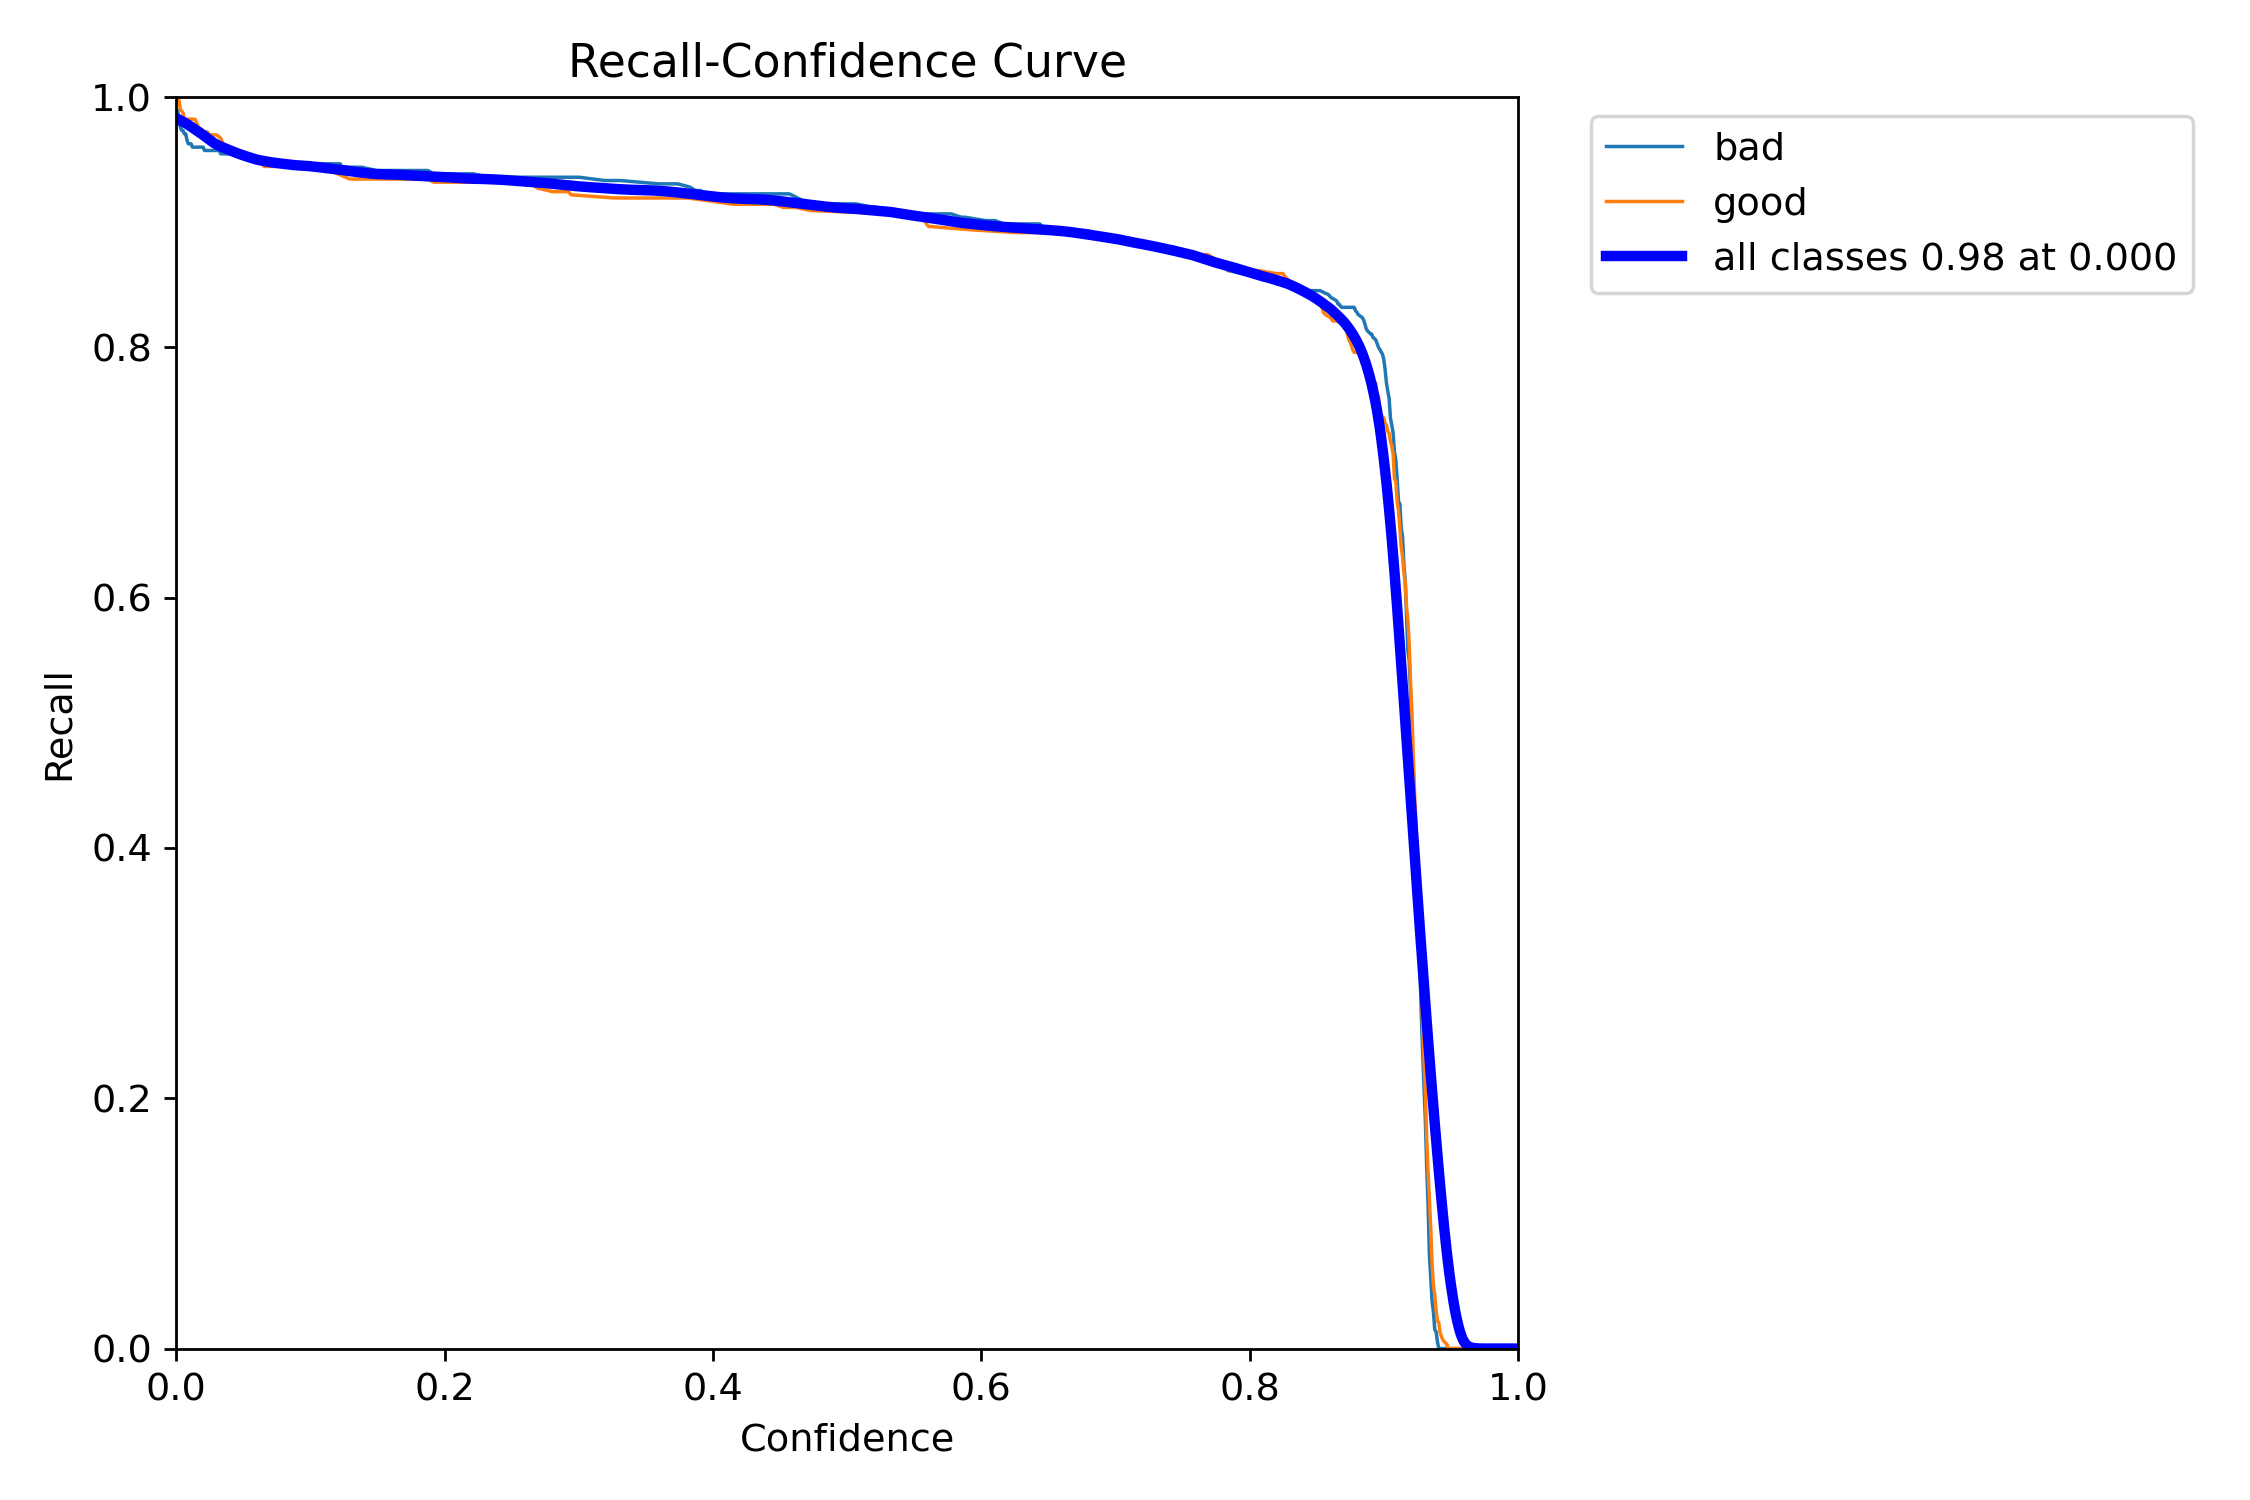 Recall-Confidence Curve
1.0
0.8
0.6
0.4
0.2
0.0
Recall
0.0 0.2 0.4 0.6 0.8 1.0
Confidence
bad
good
all classes 0.98 at 0.000